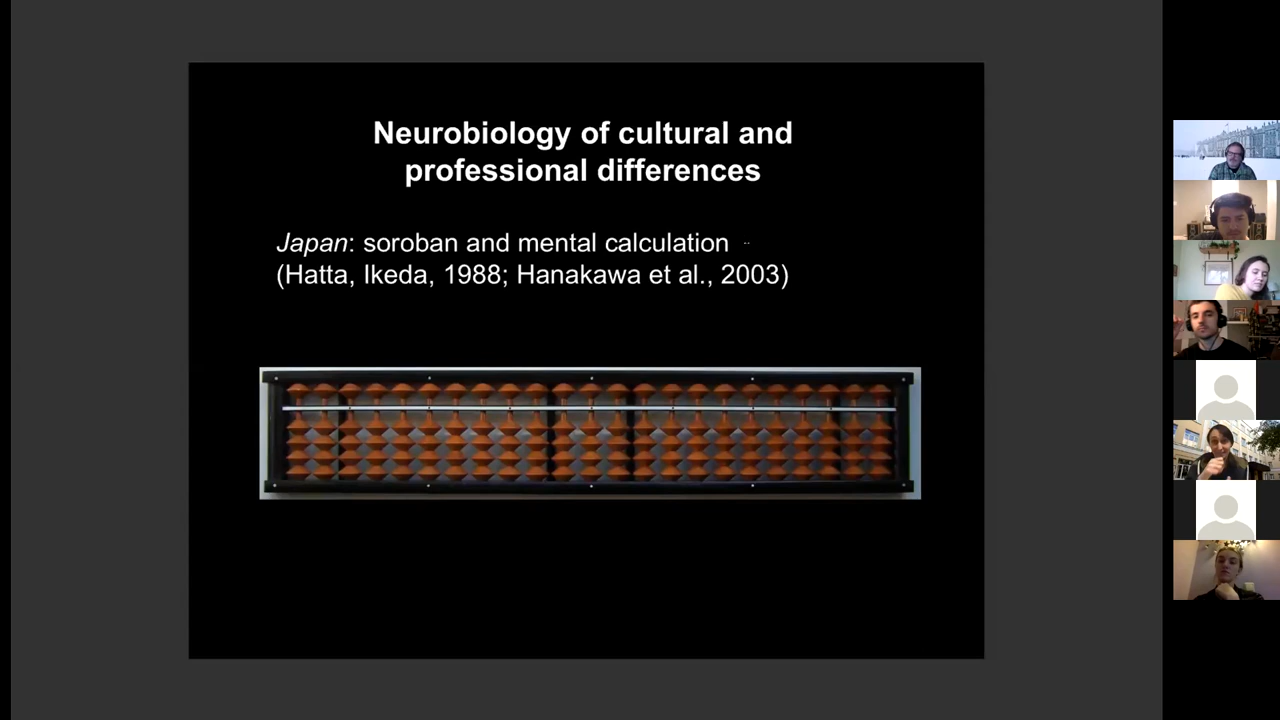 Neurobiology of cultural and
professional differences
Japan: soroban and mental calculation
(Hatta, Ikeda, 1988; Hanakawa et al., 2003)